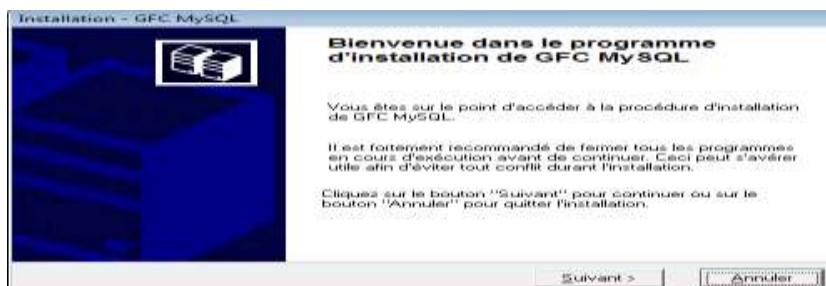 Installation - GFC MySQL
Bienvenue dans le programme
d'installation de GFC MySQL
Vous êtes sur le point d'accéder à la procédure d'installation
de GFC MySQL.
Il est fortement recommandé de fermer tous les programmes
en cours d'exécution avant de continuer. Ceci peut s'avérer
utile afin d'éviter tout conflit durant l'installation.
Cliquez sur le bouton "Suivant" pour continuer ou sur le
bouton "Annuler" pour quitter l'installation.
Suivant >
Annuler